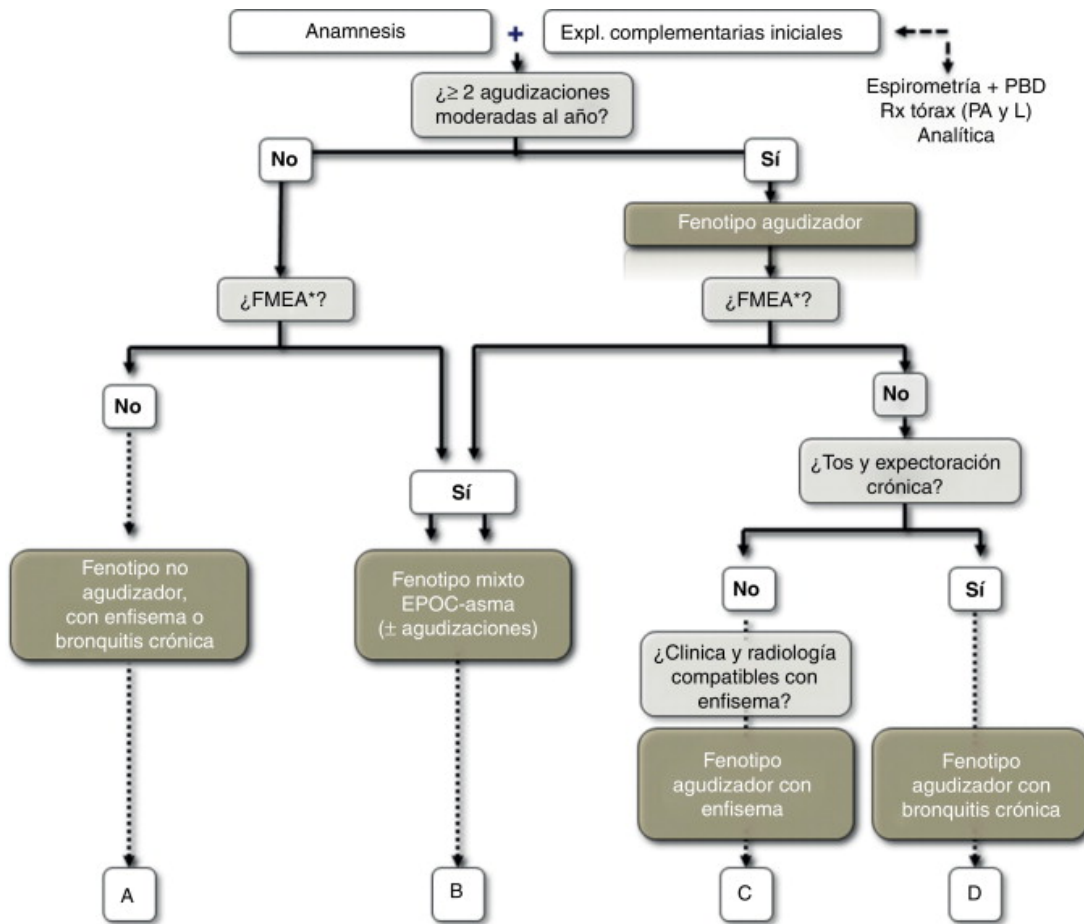 Anamnesis
+
Expl. complementarias iniciales
Espirometría + PBD
Rx tórax (PA y L)
Analítica
¿≥ 2 agudizaciones
moderadas al año?
No
Sí
Fenotipo agudizador
¿FMEA*?
¿FMEA*?
No
No
¿Tos y expectoración
crónica?
Sí
Fenotipo no
agudizador,
con enfisema o
bronquitis crónica
Fenotipo mixto
EPOC-asma
(± agudizaciones)
No
Sí
¿Clinica y radiología
compatibles con
enfisema?
Fenotipo
agudizador con
enfisema
Fenotipo
agudizador con
bronquitis crónica
A
B
C
D